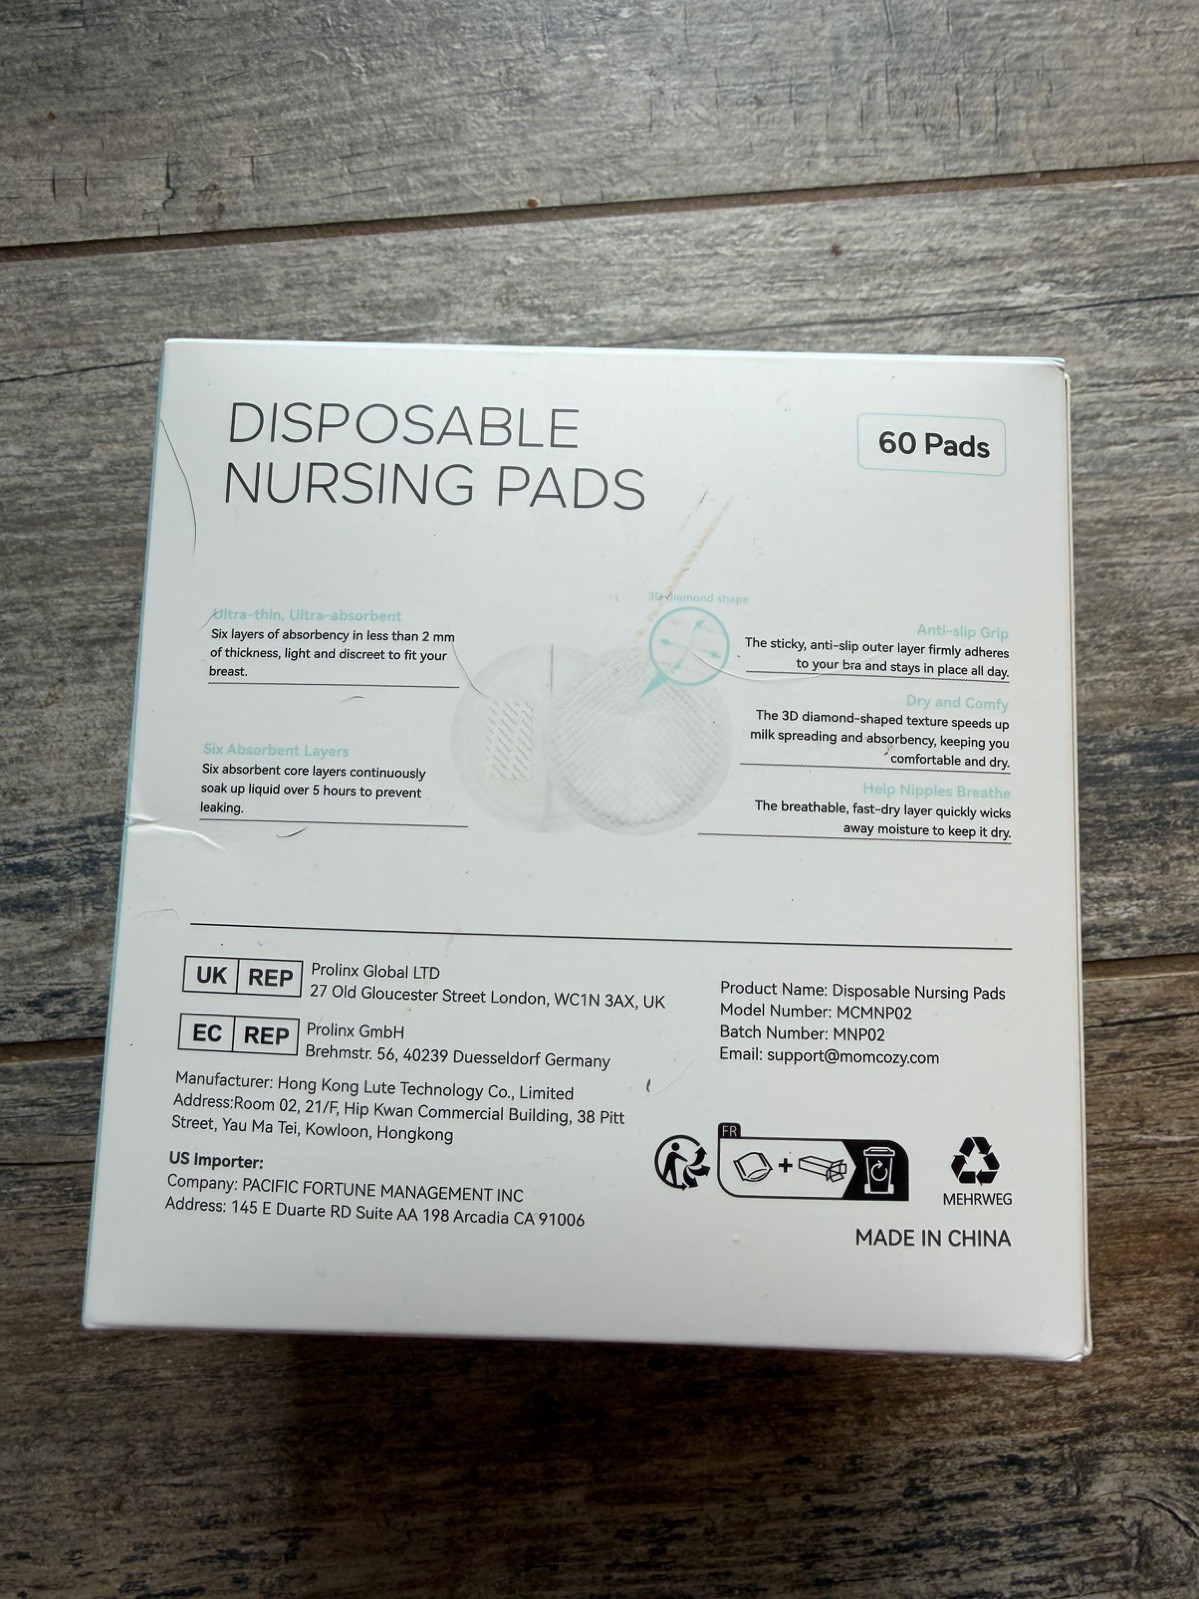 DISPOSABLE
NURSING PADS
60 Pads
Ultra-thin, Ultra-absorbent
Six layers of absorbency in less than 2 mm
of thickness, light and discreet to fit your
breast.
Six Absorbent Layers
Six absorbent core layers continuously
soak up liquid over 5 hours to prevent
leaking.
3D diamond shape
Anti-slip Grip
The sticky, anti-slip outer layer firmly adheres
to your bra and stays in place all day.
Dry and Comfy
The 3D diamond-shaped texture speeds up
milk spreading and absorbency, keeping you
comfortable and dry.
Help Nipples Breathe
The breathable, fast-dry layer quickly wicks
away moisture to keep it dry.
UK REP
Prolinx Global LTD
27 Old Gloucester Street London, WC1N 3AX, UK
EC REP
Prolinx GmbH
Brehmstr. 56, 40239 Duesseldorf Germany
Manufacturer: Hong Kong Lute Technology Co., Limited
Address:Room 02, 21/F, Hip Kwan Commercial Building, 38 Pitt
Street, Yau Ma Tei, Kowloon, Hongkong
US Importer:
Company: PACIFIC FORTUNE MANAGEMENT INC
Address: 145 E Duarte RD Suite AA 198 Arcadia CA 91006
Product Name: Disposable Nursing Pads
Model Number: MCMNP02
Batch Number: MNP02
Email: support@momcozy.com
FR
MEHRWEG
MADE IN CHINA